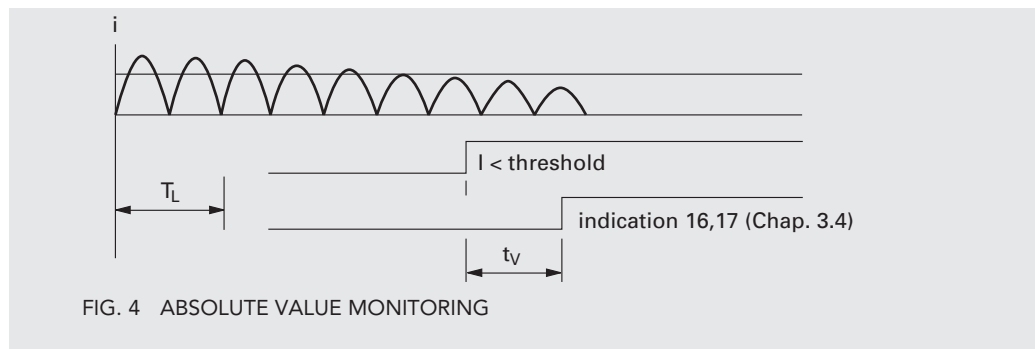 i
I < threshold
TL
indication 16,17 (Chap. 3.4)
tV
FIG. 4 ABSOLUTE VALUE MONITORING